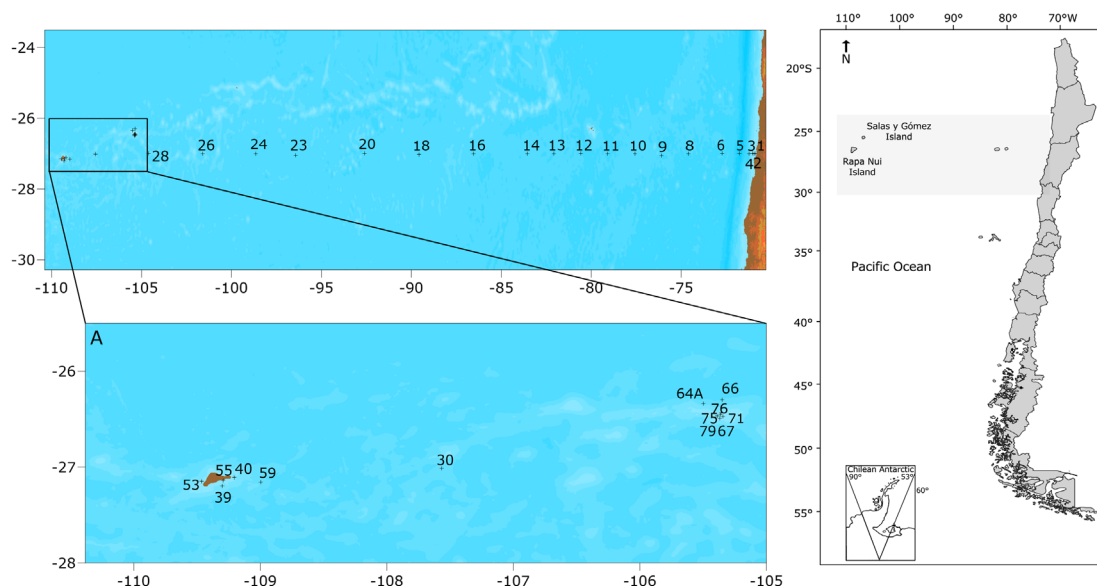 -24
-26
-28
-30
28 26 24 23 20 18 16 14 13 12 11 10 9 8 6 5 31
42
-110 -105 -100 -95 -90 -85 -80 -75
A
-26
-27
-28
64A 66
76
75 71
79 67
30
55 40 59
53 39
-110 -109 -108 -107 -106 -105
110° 100° 90° 80° 70°W
N
20°S
25°
30°
35°
40°
45°
50°
55°
Salas y Gómez
Island
Rapa Nui
Island
Pacific Ocean
Chilean Antarctic
90° 53°
60°